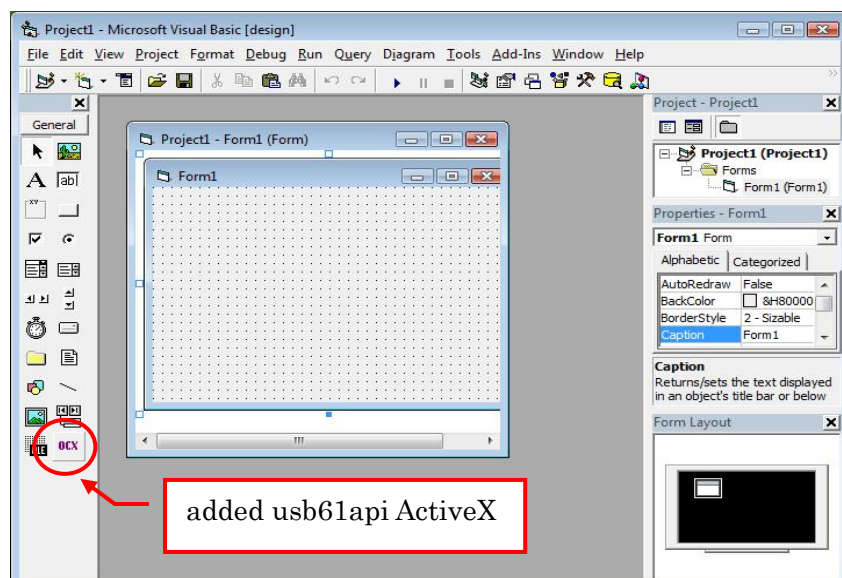 Project1 - Microsoft Visual Basic [design]
File Edit View Project Format Debug Run Query Diagram Tools Add-Ins Window Help
General
A ab|
xv
OCX
Project1 - Form1 (Form)
Form1
added usb61api ActiveX
Project - Project1
Project1 (Project1)
Forms
Form1 (Form1)
Properties - Form1
Form1 Form
Alphabetic Categorized
AutoRedraw False
BackColor &H80000
BorderStyle 2 - Sizable
Caption Form1
Caption
Returns/sets the text displayed
in an object's title bar or below
Form Layout